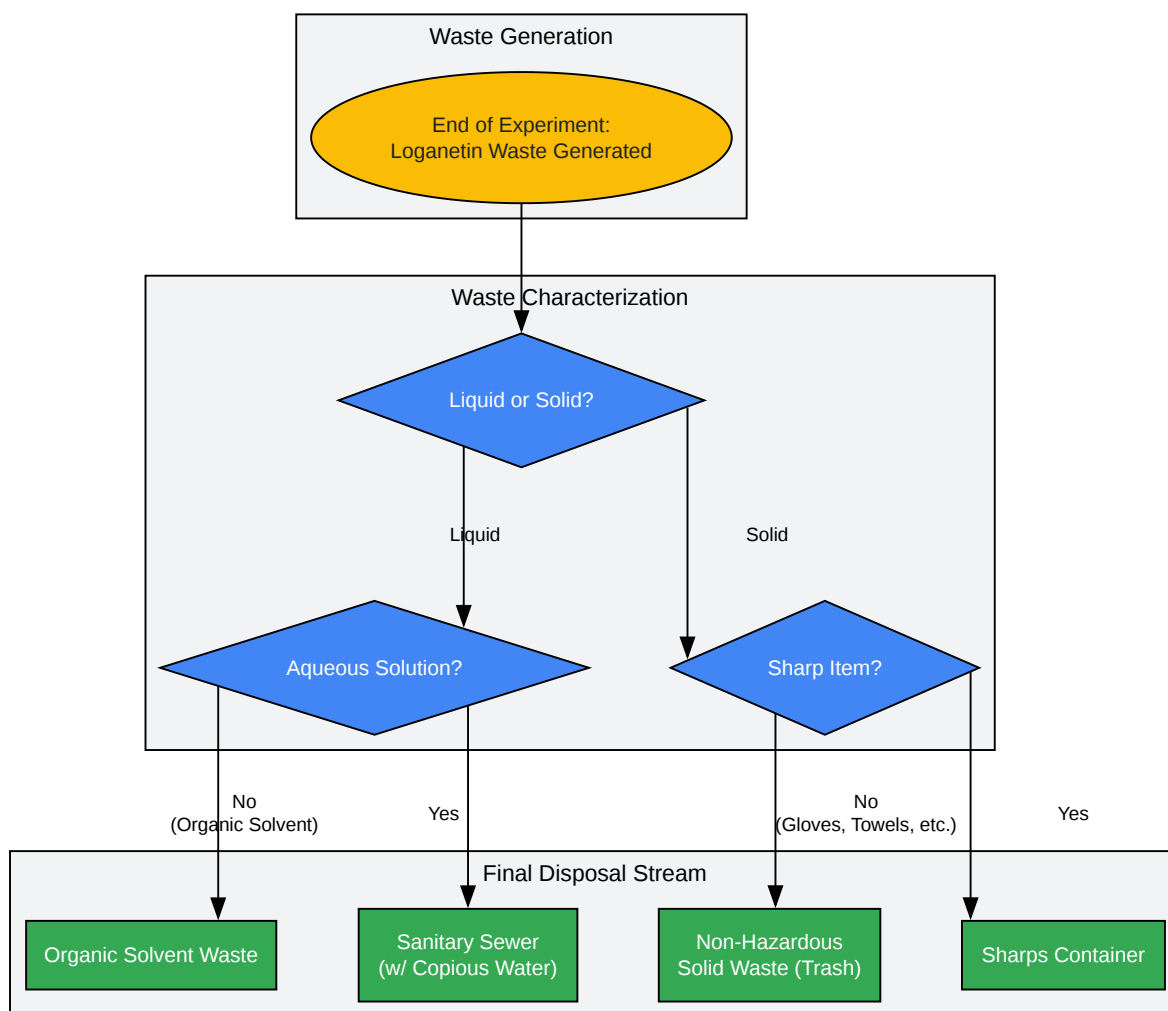 Waste Generation
End of Experiment:
Loganetin Waste Generated
Waste Characterization
Liquid or Solid?
Liquid
Solid
Aqueous Solution?
Sharp Item?
No
(Organic Solvent)
Yes
No
(Gloves, Towels, etc.)
Yes
Final Disposal Stream
Organic Solvent Waste
Sanitary Sewer
(w/ Copious Water)
Non-Hazardous
Solid Waste (Trash)
Sharps Container